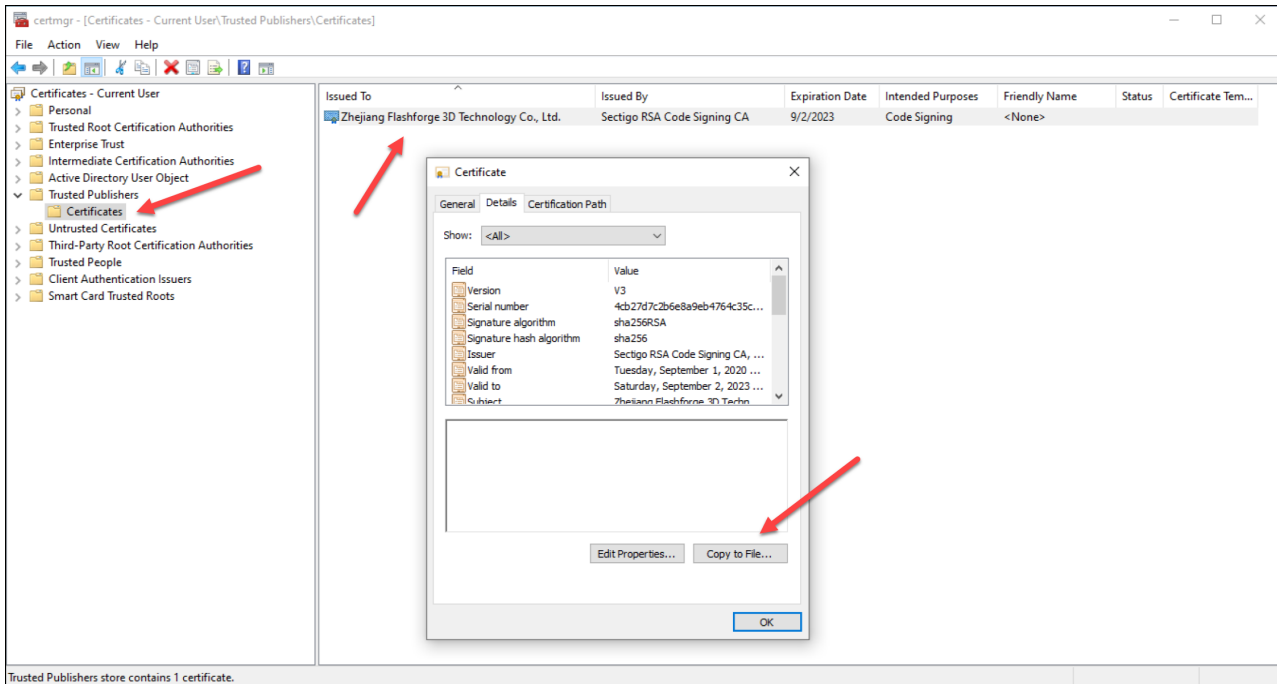 certmgr - [Certificates - Current User\Trusted Publishers\Certificates]
File Action View Help
Certificates - Current User
Personal
Trusted Root Certification Authorities
Enterprise Trust
Intermediate Certification Authorities
Active Directory User Object
Trusted Publishers
Certificates
Untrusted Certificates
Third-Party Root Certification Authorities
Trusted People
Client Authentication Issuers
Smart Card Trusted Roots
Issued To Issued By Expiration Date Intended Purposes Friendly Name Status Certificate Tem...
Zhejiang Flashforge 3D Technology Co., Ltd. Sectigo RSA Code Signing CA 9/2/2023 Code Signing <None>
Certificate
General Details Certification Path
Show: <All>
Field Value
Version V3
Serial number 4cb27d7c2b6e8a9eb4764c35c...
Signature algorithm sha256RSA
Signature hash algorithm sha256
Issuer Sectigo RSA Code Signing CA, ...
Valid from Tuesday, September 1, 2020 ...
Valid to Saturday, September 2, 2023 ...
Subject Zhejiang Flashforge 3D Techn...
Edit Properties... Copy to File...
OK
Trusted Publishers store contains 1 certificate.